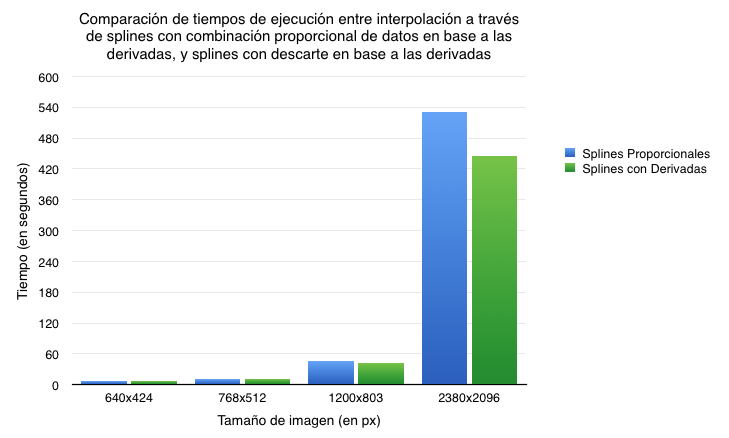 Comparación de tiempos de ejecución entre interpolación a través
de splines con combinación proporcional de datos en base a las
derivadas, y splines con descarte en base a las derivadas
600
540
480
420
360
300
240
180
120
60
0
Tiempo (en segundos)
640x424
768x512
1200x803
2380x2096
Tamaño de imagen (en px)
Splines Proporcionales
Splines con Derivadas